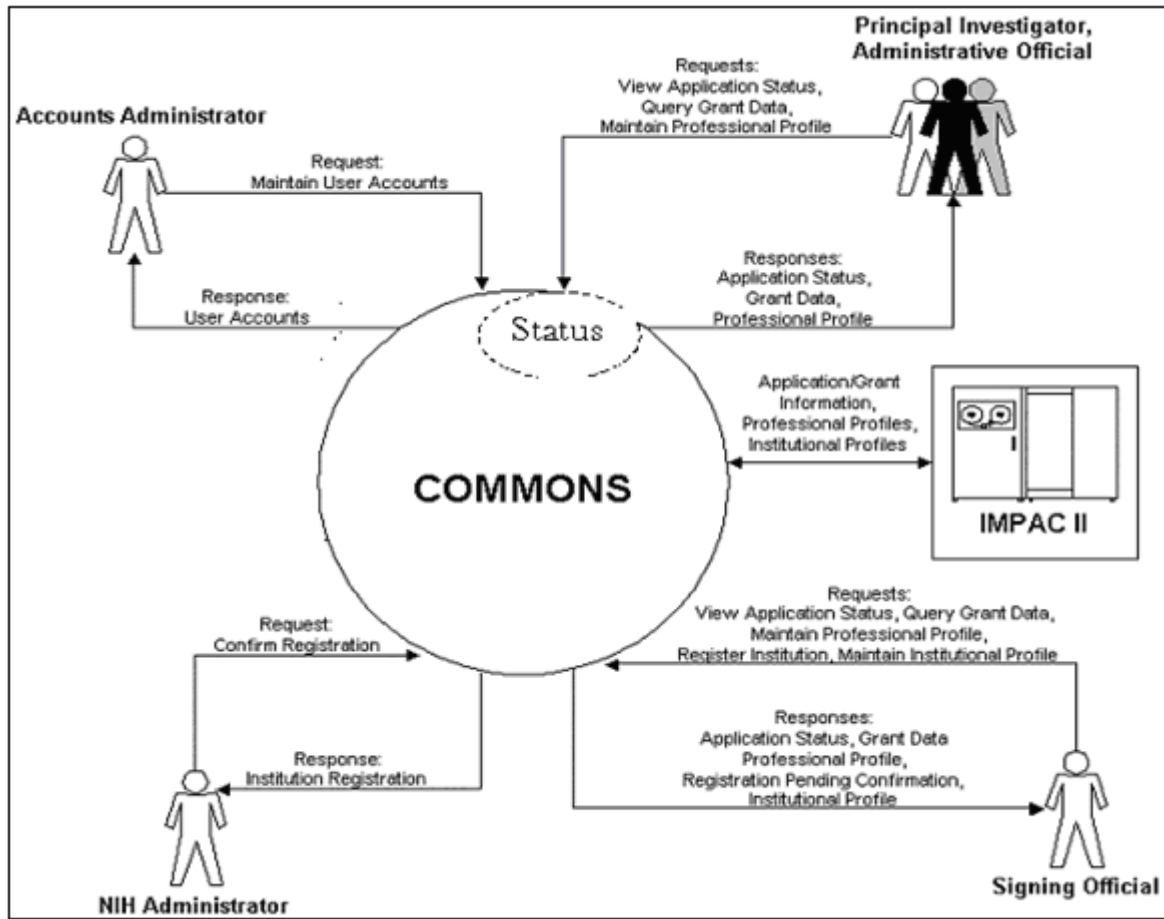 Principal Investigator,
Administrative Official
Requests:
View Application Status,
Query Grant Data,
Maintain Professional Profile
Accounts Administrator
Request:
Maintain User Accounts
Response:
User Accounts
Responses:
Application Status,
Grant Data,
Professional Profile
Status
Application/Grant
Information,
Professional Profiles,
Institutional Profiles
COMMONS
IMPAC II
Request:
Confirm Registration
Requests:
View Application Status, Query Grant Data,
Maintain Professional Profile,
Register Institution, Maintain Institutional Profile
Response:
Institution Registration
Responses:
Application Status, Grant Data
Professional Profile,
Registration Pending Confirmation,
Institutional Profile
NIH Administrator
Signing Official